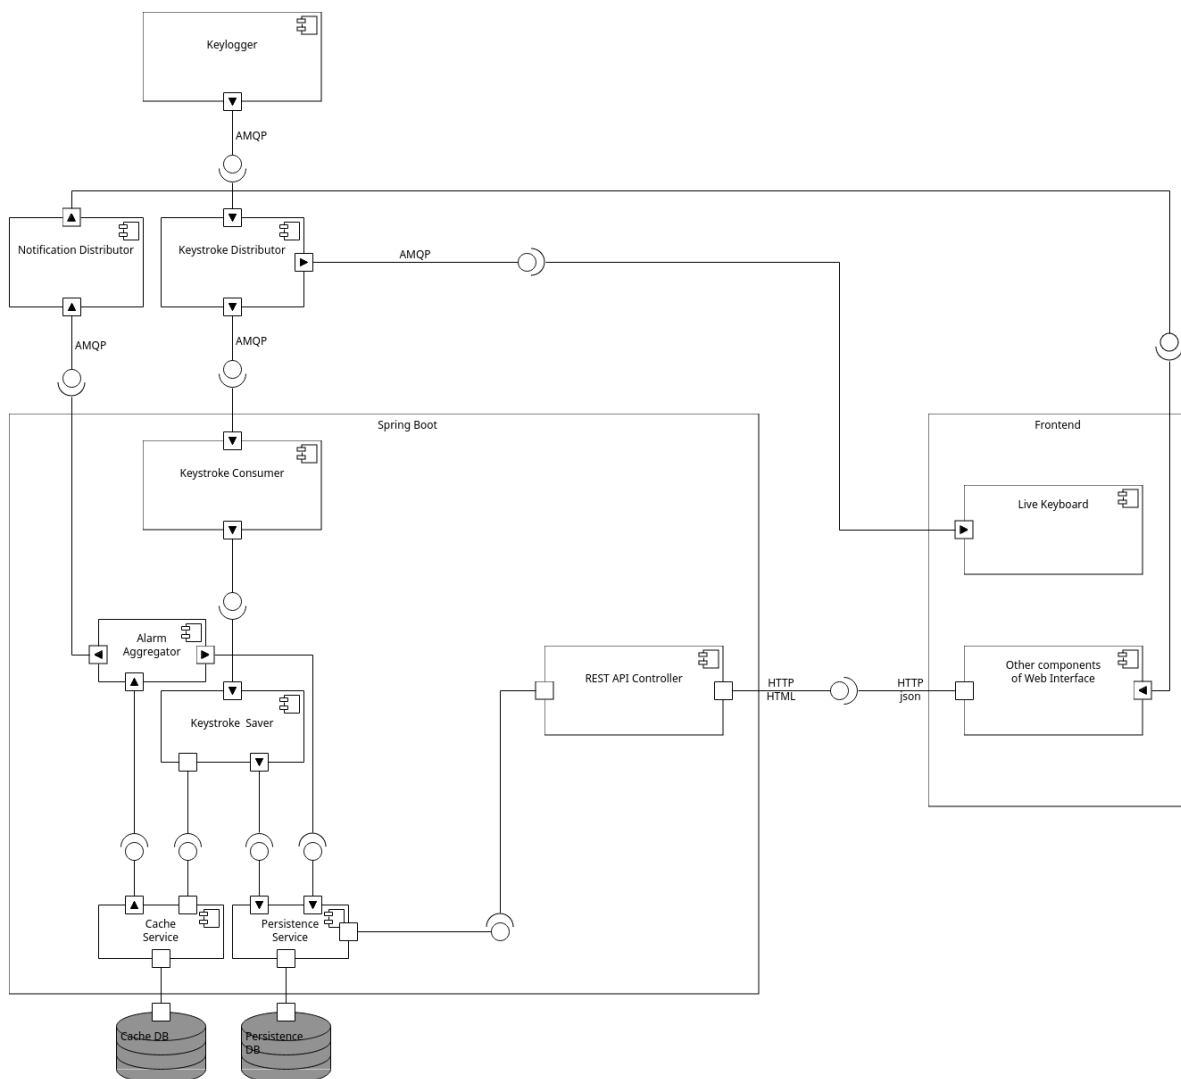 Keylogger
AMQP
Notification Distributor
Keystroke Distributor
AMQP
AMQP
AMQP
Spring Boot
Frontend
Keystroke Consumer
Live Keyboard
Alarm
Aggregator
REST API Controller
HTTP
HTML
HTTP
json
Other components
of Web Interface
Keystroke Saver
Cache
Service
Persistence
Service
Cache DB
Persistence
DB